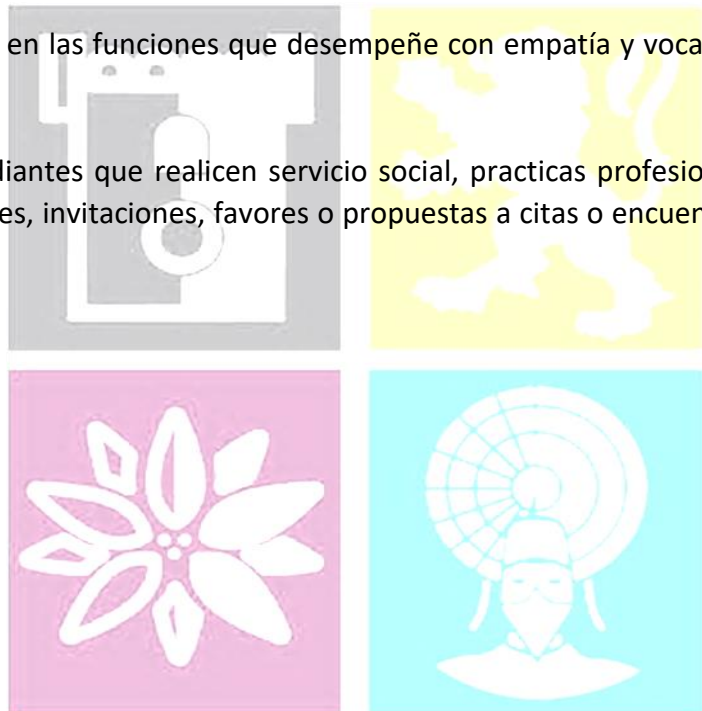 en las funciones que desempeñe con empatía y voca
diantes que realicen servicio social, practicas profesio
es, invitaciones, favores o propuestas a citas o encuen